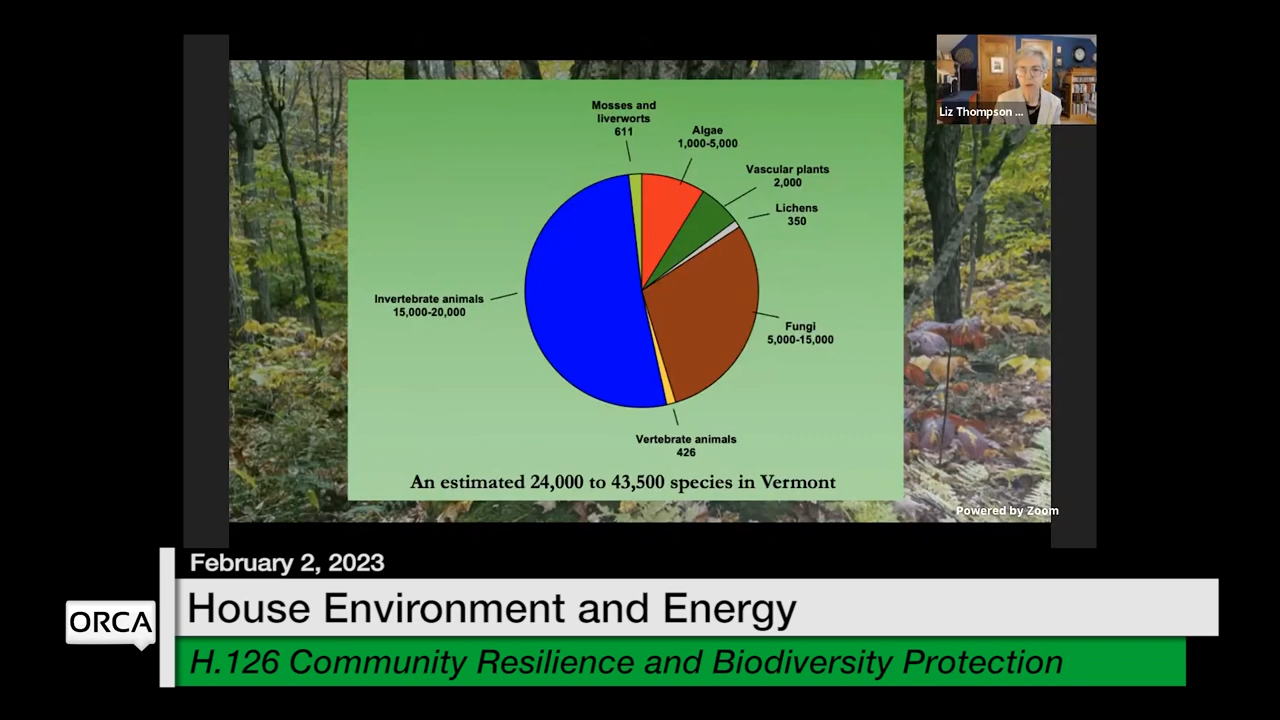 Mosses and
liverworts
611
Algae
1,000-5,000
Vascular plants
2,000
Lichens
350
Invertebrate animals
15,000-20,000
Fungi
5,000-15,000
Vertebrate animals
426
An estimated 24,000 to 43,500 species in Vermont
Liz Thompson ...
Powered by Zoom
February 2, 2023
House Environment and Energy
ORCA
H.126 Community Resilience and Biodiversity Protection